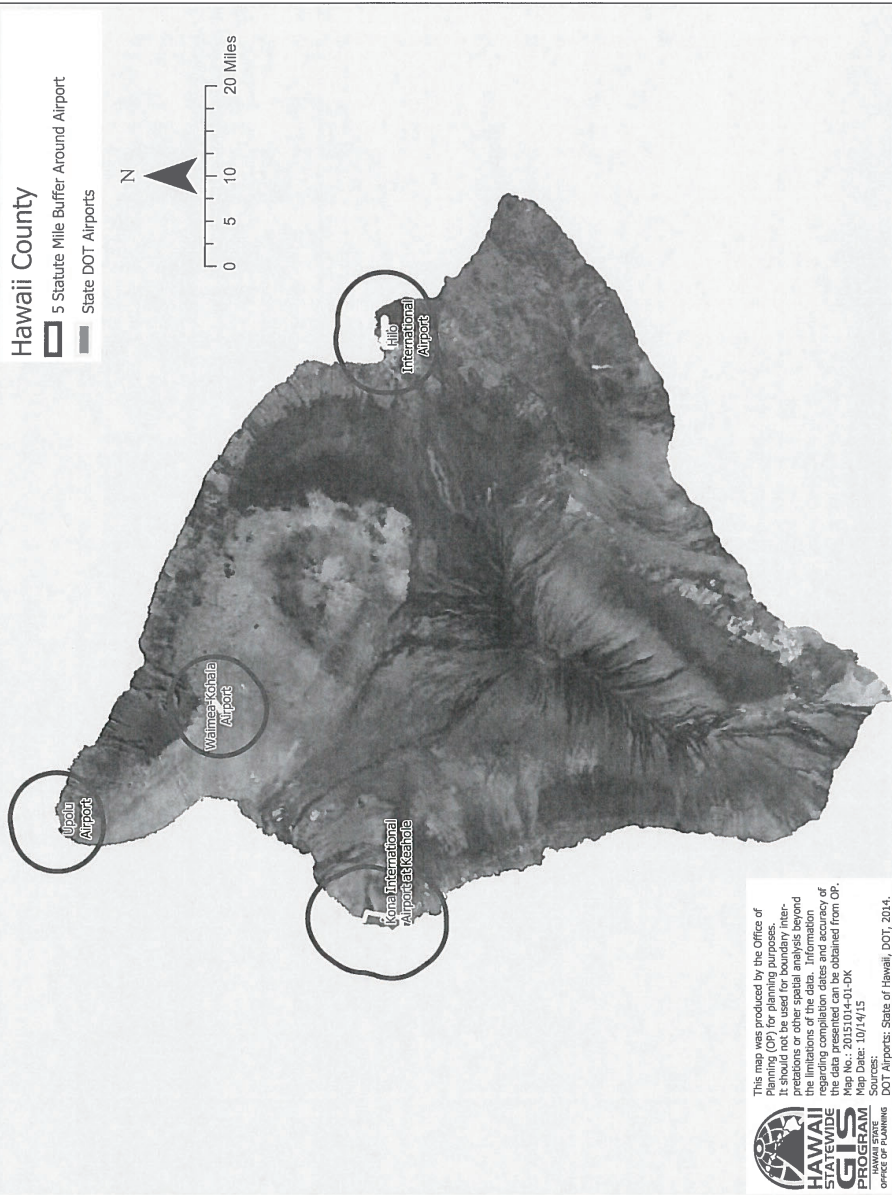 Hawaii County
5 Statute Mile Buffer Around Airport
State DOT Airports
N
0 5 10 20 Miles
Upolu
Airport
Waimea-Kohala
Airport
Hilo
International
Airport
Kona International
Airport at Keahole
HAWAII
STATEWIDE
GIS
PROGRAM
HAWAII STATE
OFFICE OF PLANNING
This map was produced by the Office of
Planning (OP) for planning purposes.
It should not be used for boundary inter-
pretations or other spatial analysis beyond
the limitations of the data. Information
regarding compilation dates and accuracy of
the data presented can be obtained from OP.
Map No.: 20151014-01-DK
Map Date: 10/14/15
Sources:
DOT Airports: State of Hawaii, DOT, 2014.